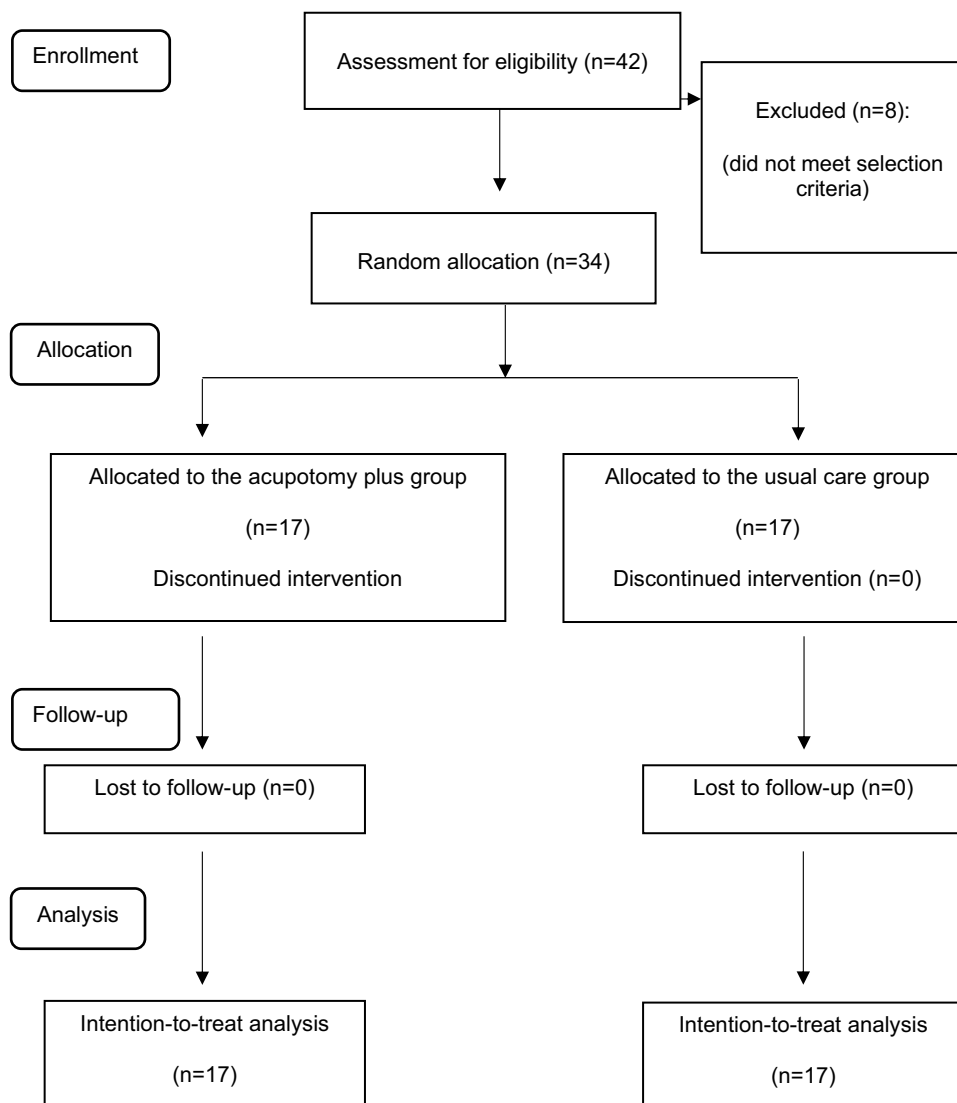 Enrollment
Assessment for eligibility (n=42)
Excluded (n=8):
(did not meet selection
criteria)
Random allocation (n=34)
Allocation
Allocated to the acupotomy plus group
(n=17)
Discontinued intervention
Allocated to the usual care group
(n=17)
Discontinued intervention (n=0)
Follow-up
Lost to follow-up (n=0)
Lost to follow-up (n=0)
Analysis
Intention-to-treat analysis
(n=17)
Intention-to-treat analysis
(n=17)